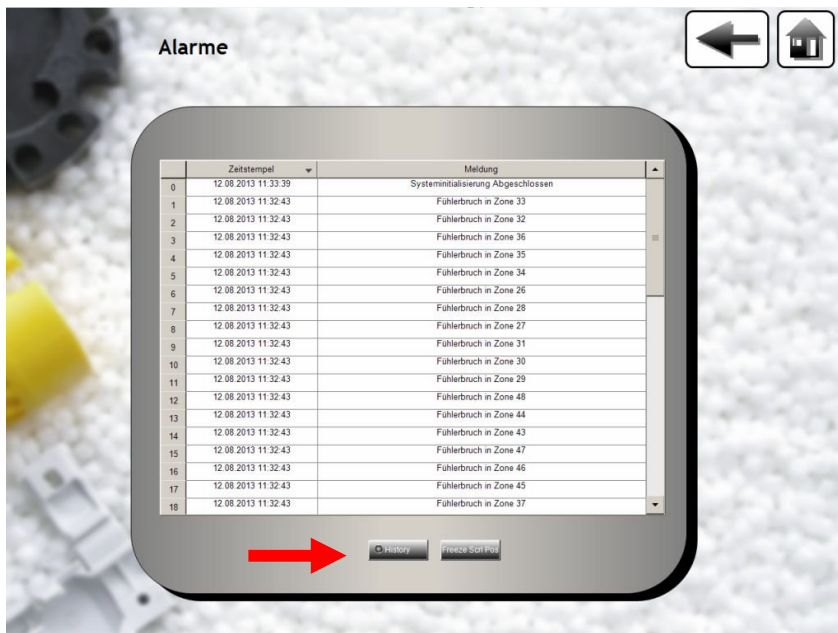 Alarme
Zeitstempel Meldung
0 12.08.2013 11:33:39 Systeminitialisierung Abgeschlossen
1 12.08.2013 11:32:43 Fühlerbruch in Zone 33
2 12.08.2013 11:32:43 Fühlerbruch in Zone 32
3 12.08.2013 11:32:43 Fühlerbruch in Zone 36
4 12.08.2013 11:32:43 Fühlerbruch in Zone 35
5 12.08.2013 11:32:43 Fühlerbruch in Zone 34
6 12.08.2013 11:32:43 Fühlerbruch in Zone 26
7 12.08.2013 11:32:43 Fühlerbruch in Zone 28
8 12.08.2013 11:32:43 Fühlerbruch in Zone 27
9 12.08.2013 11:32:43 Fühlerbruch in Zone 31
10 12.08.2013 11:32:43 Fühlerbruch in Zone 30
11 12.08.2013 11:32:43 Fühlerbruch in Zone 29
12 12.08.2013 11:32:43 Fühlerbruch in Zone 48
13 12.08.2013 11:32:43 Fühlerbruch in Zone 44
14 12.08.2013 11:32:43 Fühlerbruch in Zone 43
15 12.08.2013 11:32:43 Fühlerbruch in Zone 47
16 12.08.2013 11:32:43 Fühlerbruch in Zone 46
17 12.08.2013 11:32:43 Fühlerbruch in Zone 45
18 12.08.2013 11:32:43 Fühlerbruch in Zone 37
History Freeze Scrl Pos